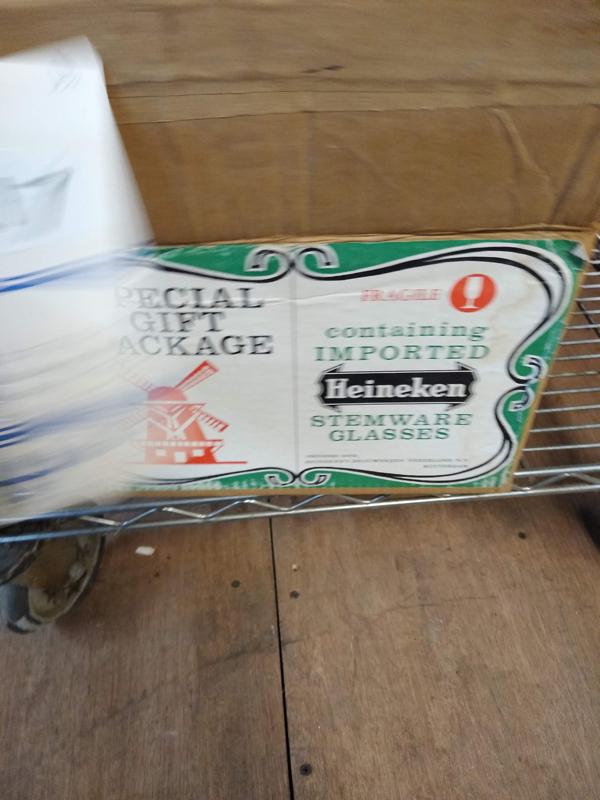 PECIAL
GIFT
ACKAGE
FRAGILE
containing
IMPORTED
Heineken
STEMWARE
GLASSES